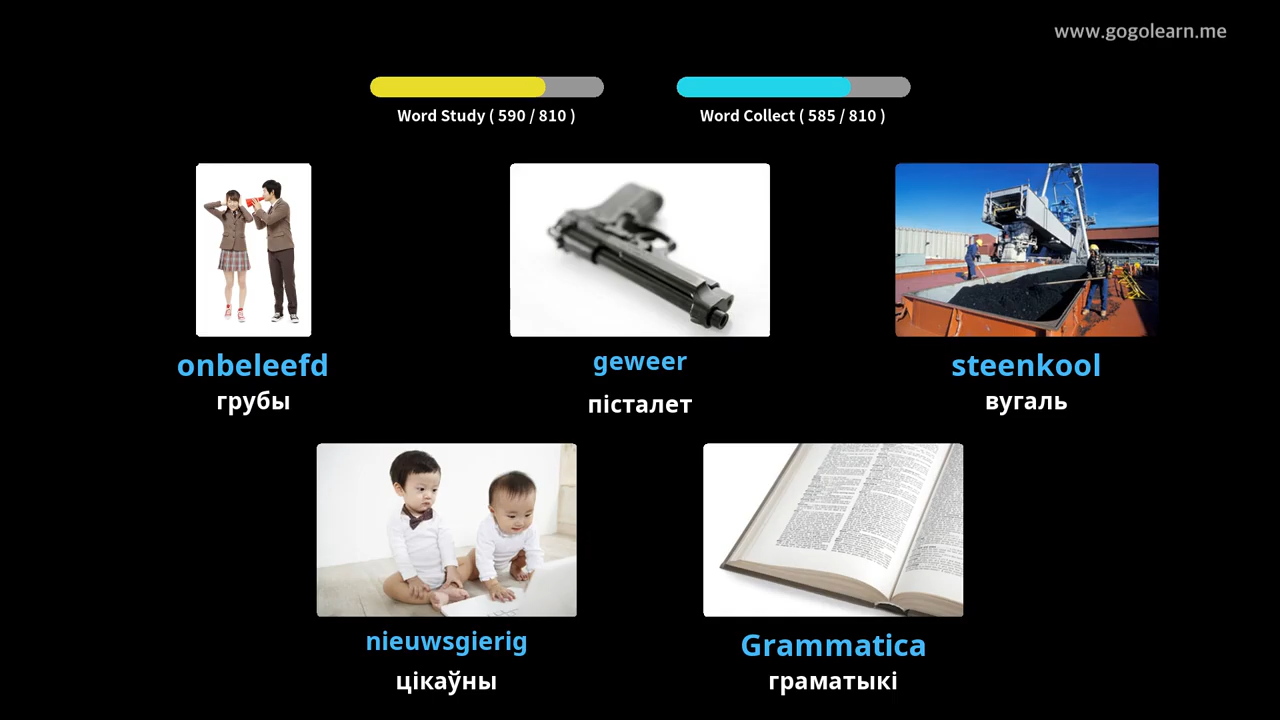 www.gogolearn.me
Word Study ( 590 / 810 )
Word Collect ( 585 / 810 )
onbeleefd
грубы
geweer
пісталет
steenkool
вугаль
nieuwsgierig
цікаўны
Grammatica
граматыкі